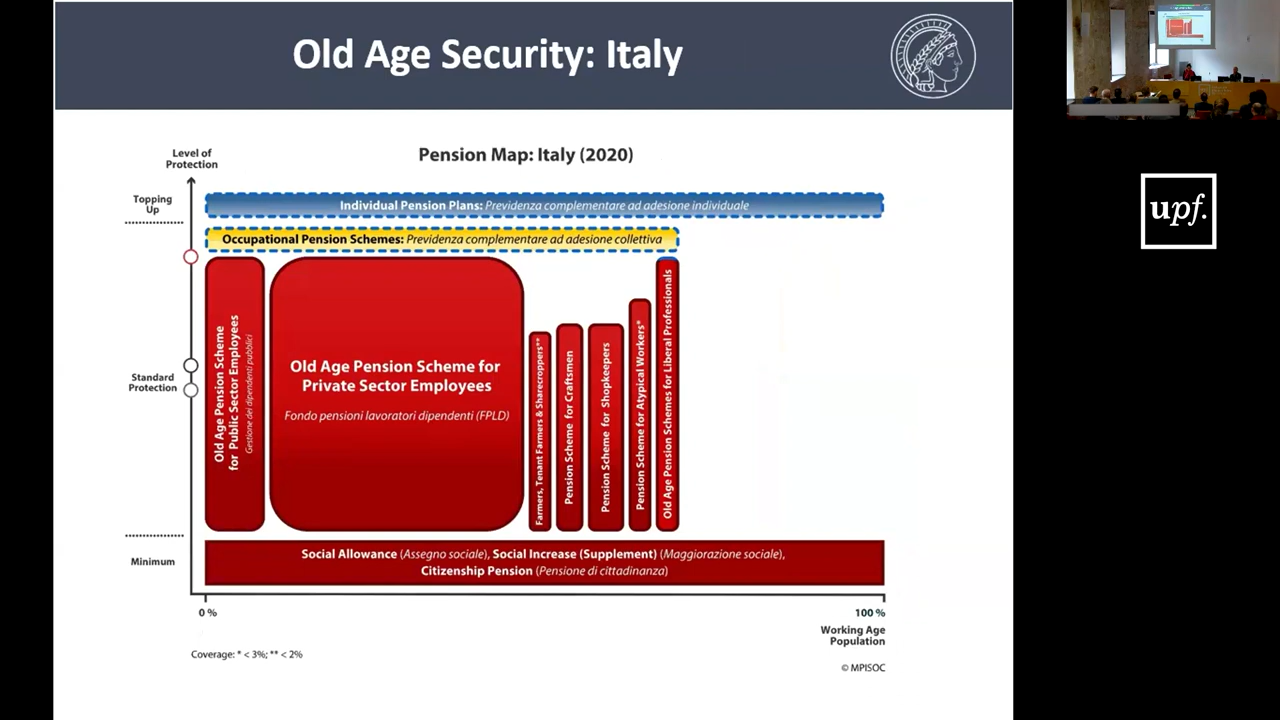 Old Age Security: Italy
upf.
Pension Map: Italy (2020)
Level of
Protection
Topping
Up
Individual Pension Plans: Previdenza complementare ad adesione individuale
Occupational Pension Schemes: Previdenza complementare ad adesione collettiva
Old Age Pension Scheme
for Public Sector Employees
Gestione dei dipendenti pubblici
Old Age Pension Scheme for
Private Sector Employees
Fondo pensioni lavoratori dipendenti (FPLD)
Farmers, Tenant Farmers & Sharecroppers**
Pension Scheme for Craftsmen
Pension Scheme for Shopkeepers
Pension Scheme for Atypical Workers*
Old Age Pension Schemes for Liberal Professionals
Standard
Protection
Minimum
Social Allowance (Assegno sociale), Social Increase (Supplement) (Maggiorazione sociale),
Citizenship Pension (Pensione di cittadinanza)
0 %
100 %
Working Age
Population
Coverage: * < 3%; ** < 2%
© MPISOC